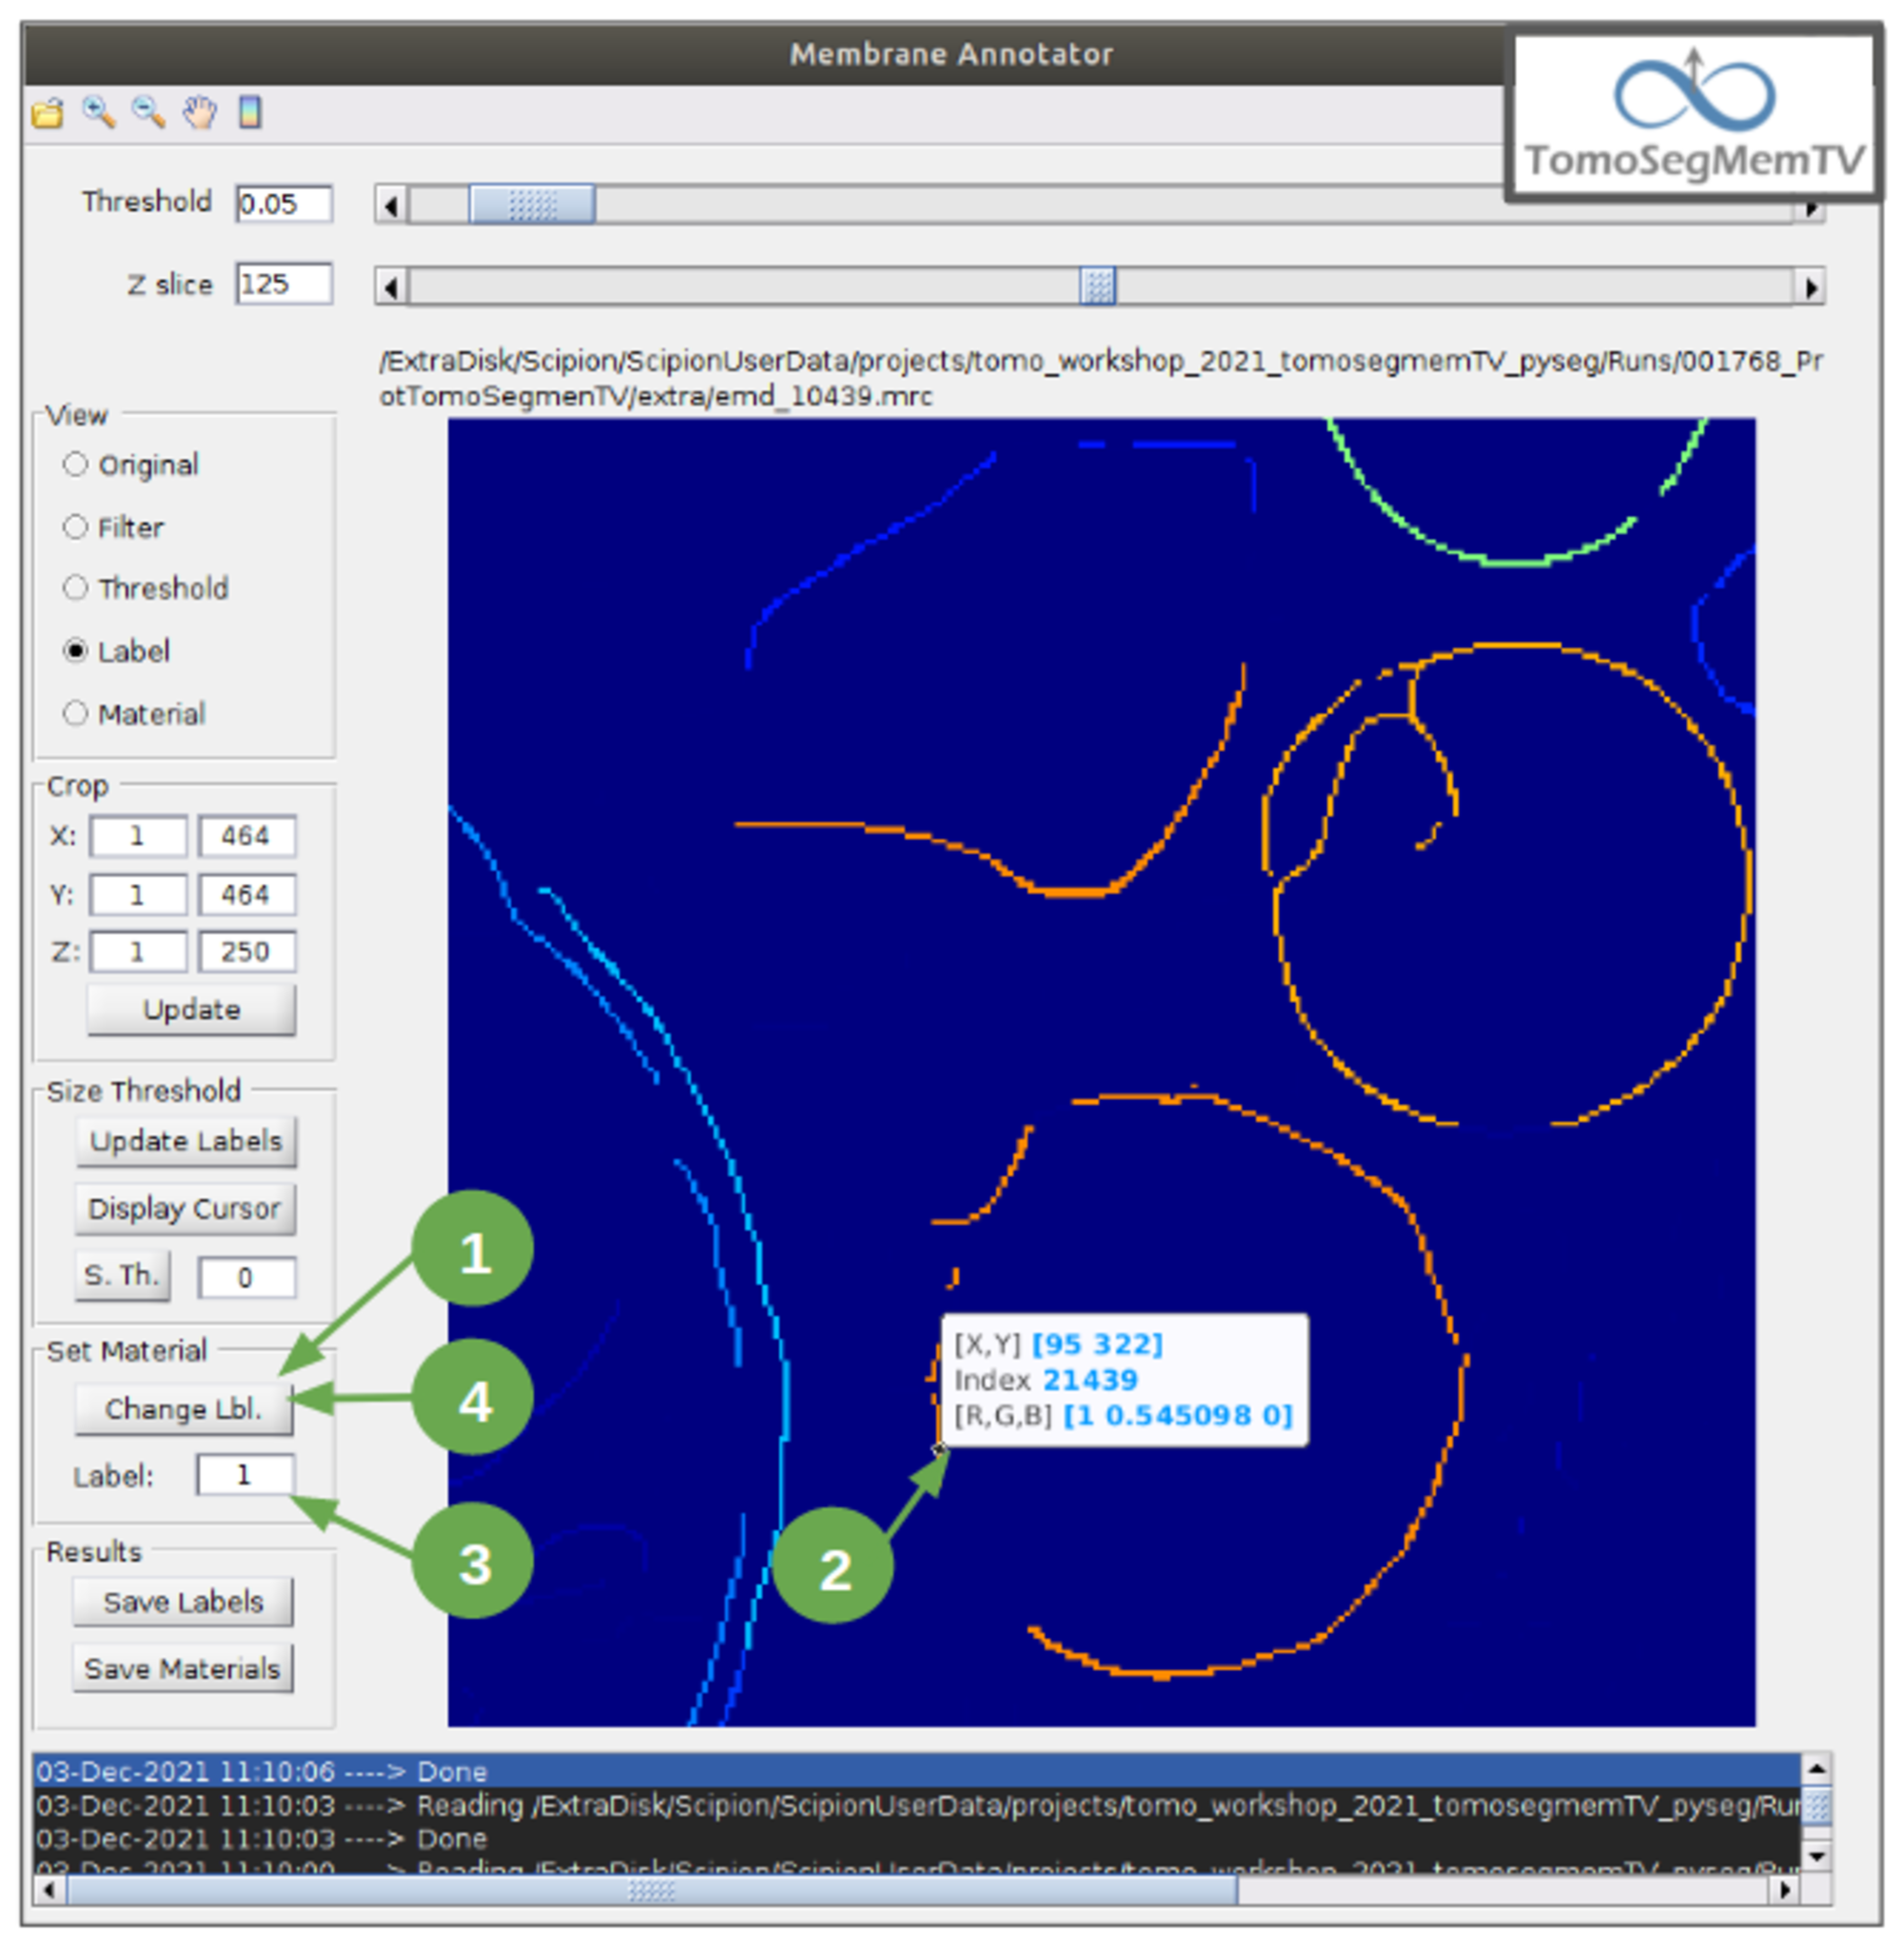 Membrane Annotator
TomoSegMemTV
Threshold 0.05
Z slice 125
/ExtraDisk/Scipion/ScipionUserData/projects/tomo_workshop_2021_tomosegmemTV_pyseg/Runs/001768_Pr
otTomoSegmenTV/extra/emd_10439.mrc
View
Original
Filter
Threshold
Label
Material
Crop
X: 1 464
Y: 1 464
Z: 1 250
Update
Size Threshold
Update Labels
Display Cursor
S. Th. 0
Set Material
Change Lbl.
Label: 1
Results
Save Labels
Save Materials
1
4
3
2
[X,Y] [95 322]
Index 21439
[R,G,B] [1 0.545098 0]
03-Dec-2021 11:10:06 ----> Done
03-Dec-2021 11:10:03 ----> Reading /ExtraDisk/Scipion/ScipionUserData/projects/tomo_workshop_2021_tomosegmemTV_pyseg/Rur
03-Dec-2021 11:10:03 ----> Done